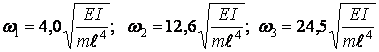 ω₁ = 4,0√(EI/mℓ⁴); ω₂ = 12,6√(EI/mℓ⁴); ω₃ = 24,5√(EI/mℓ⁴)